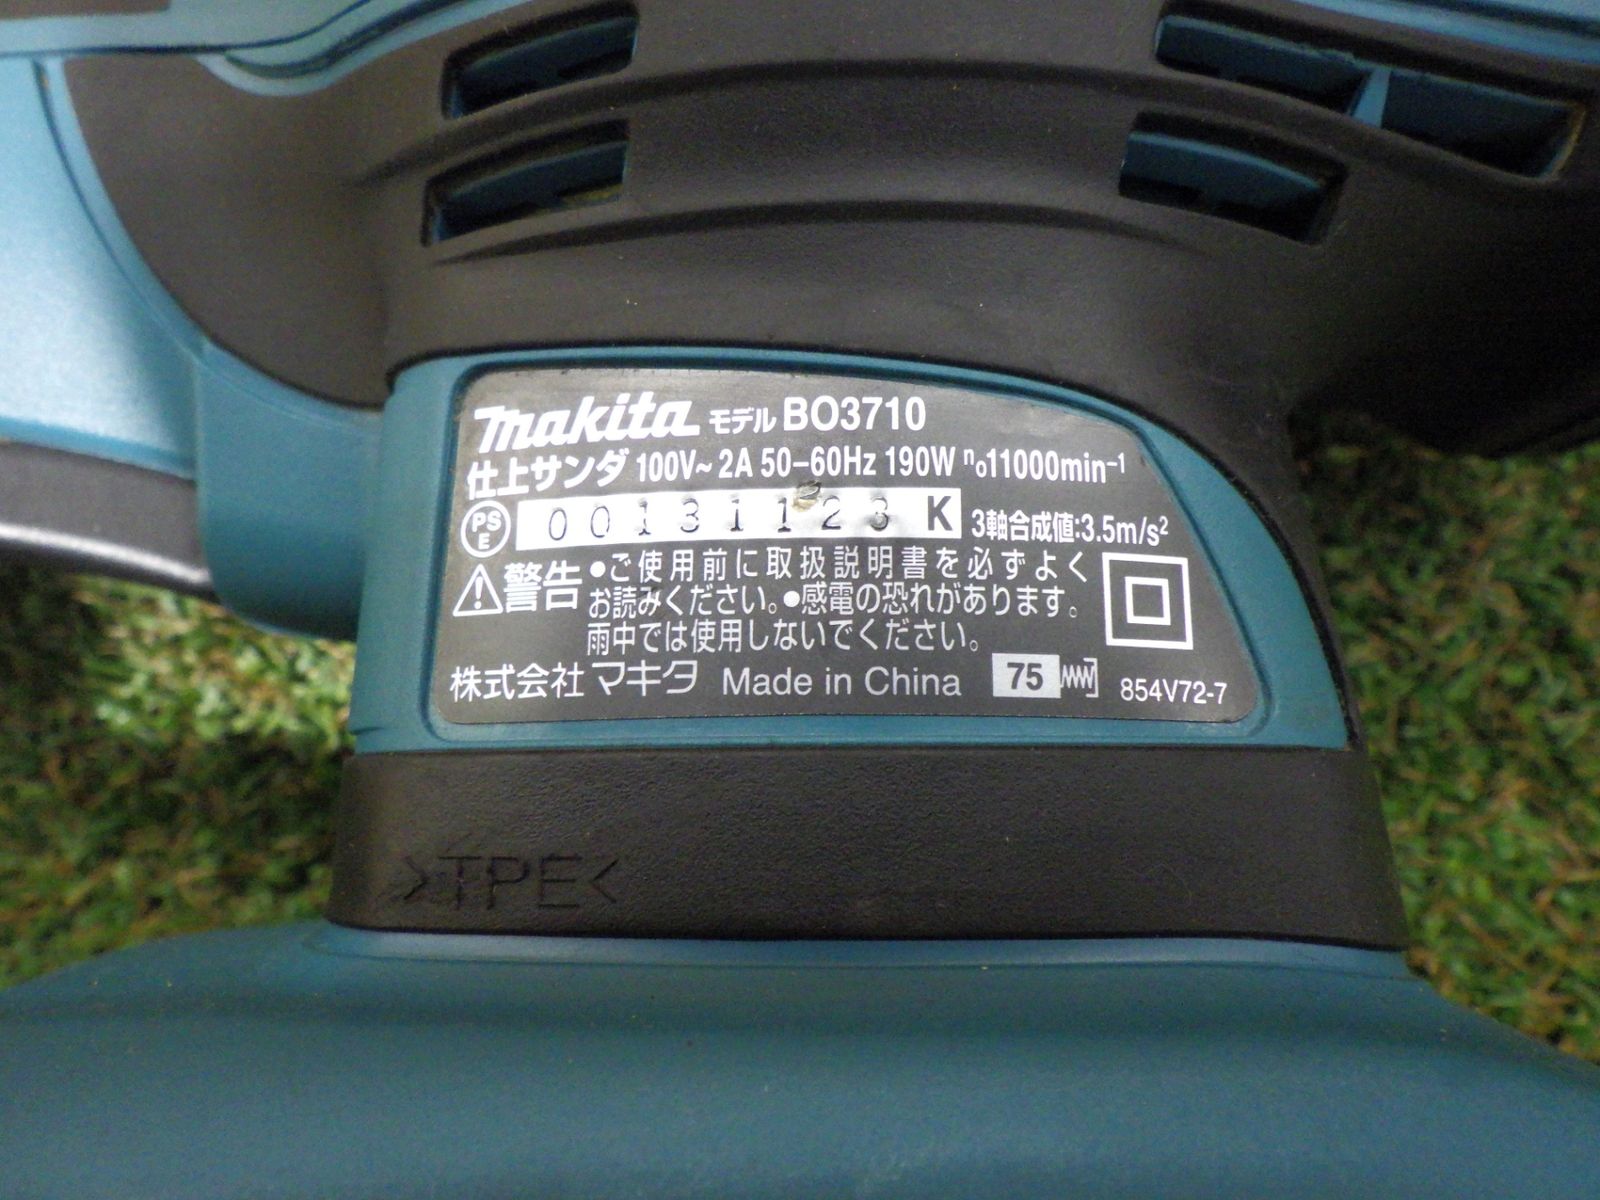 makita モデル BO3710
仕上サンダ 100V~ 2A 50-60Hz 190W n₀11000min⁻¹
PSE 00131123 K 3軸合成値:3.5m/s²
警告 ●ご使用前に取扱説明書を必ずよく
お読みください。●感電の恐れがあります。
雨中では使用しないでください。
株式会社マキタ Made in China 75 854V72-7
>TPE<